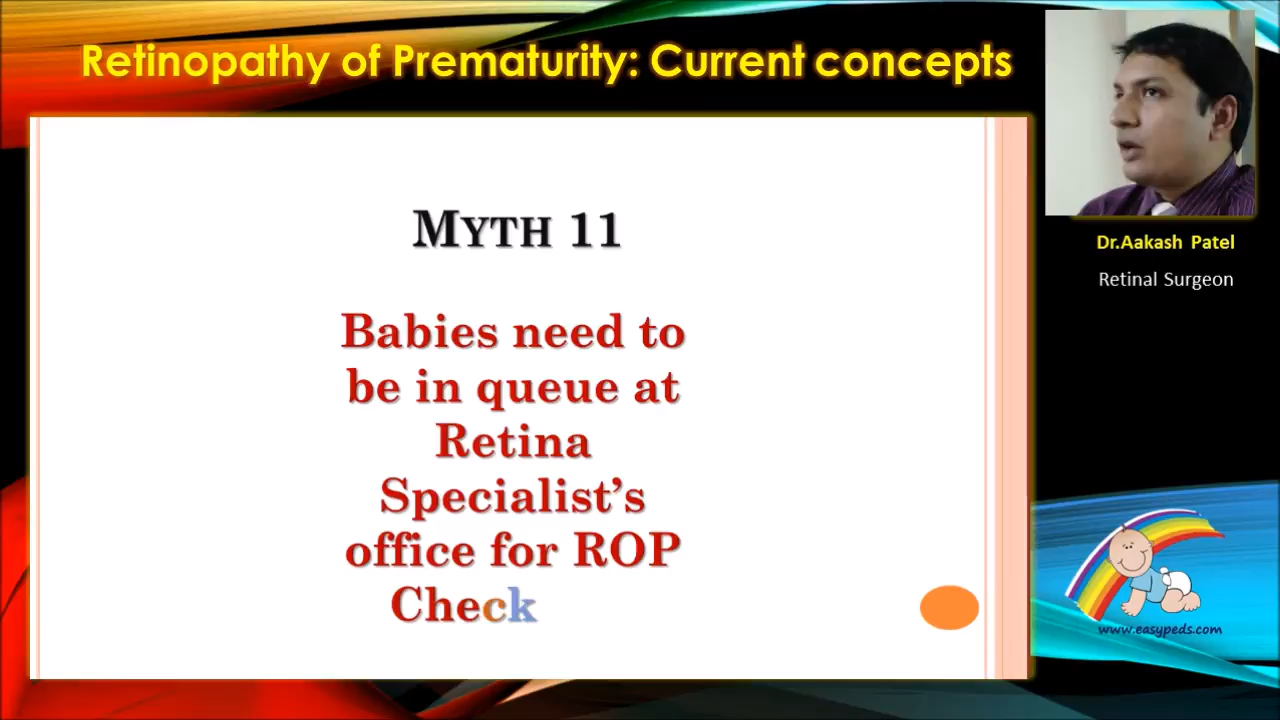 Retinopathy of Prematurity: Current concepts
MYTH 11
Babies need to
be in queue at
Retina
Specialist’s
office for ROP
Check
Dr.Aakash Patel
Retinal Surgeon
www.easypeds.com